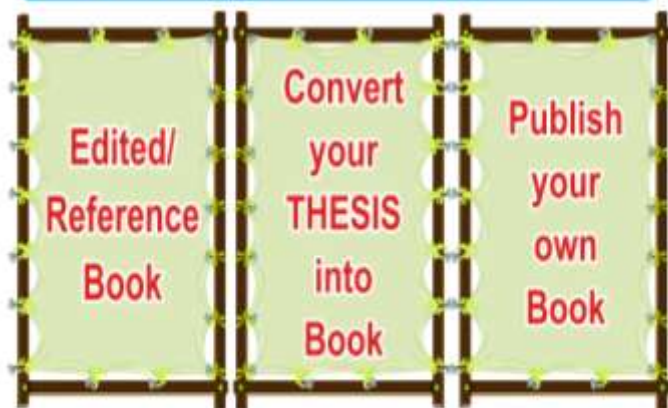 Edited/
Reference
Book
Convert
your
THESIS
into
Book
Publish
your
own
Book